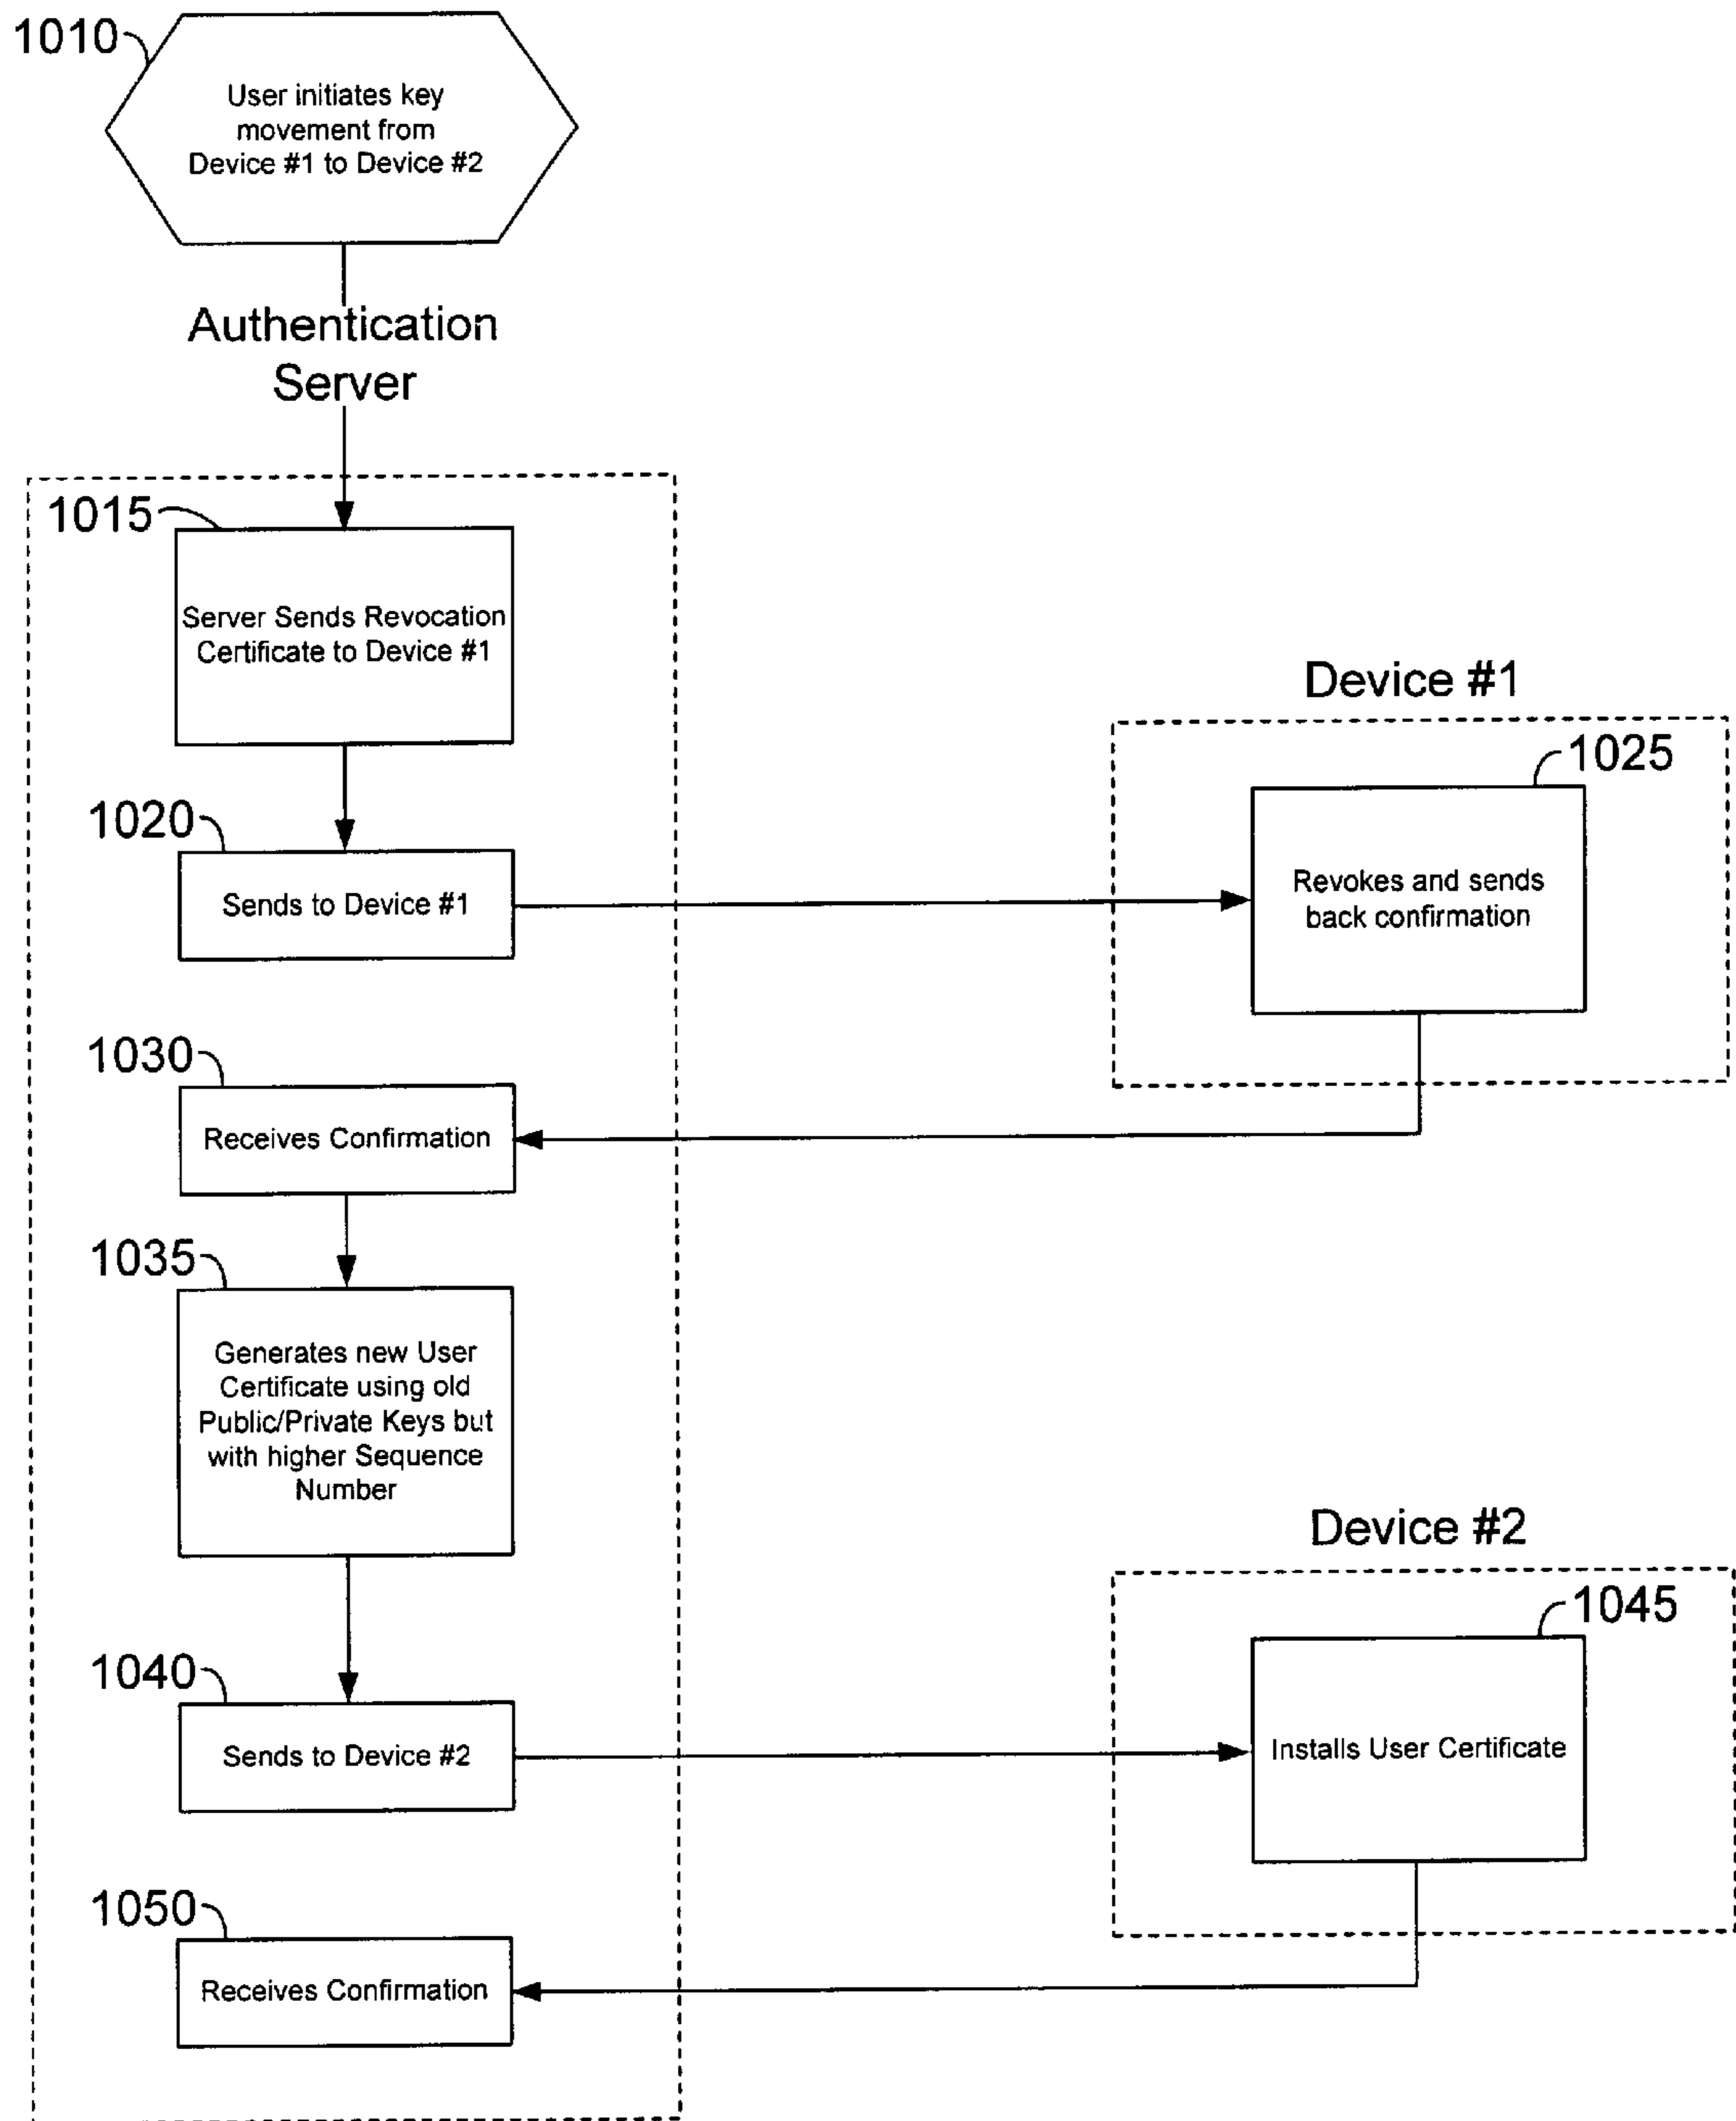 1010
User initiates key
movement from
Device #1 to Device #2
Authentication
Server
1015
Server Sends Revocation
Certificate to Device #1
Device #1
1025
1020
Sends to Device #1
Revokes and sends
back confirmation
1030
Receives Confirmation
1035
Generates new User
Certificate using old
Public/Private Keys but
with higher Sequence
Number
Device #2
1045
1040
Sends to Device #2
Installs User Certificate
1050
Receives Confirmation